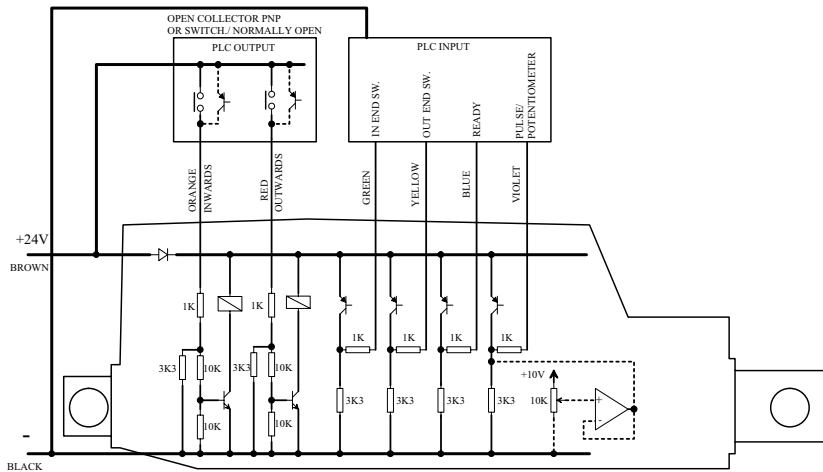 OPEN COLLECTOR PNP
OR SWITCH./ NORMALLY OPEN
PLC OUTPUT
PLC INPUT
IN END SW.
OUT END SW.
READY
PULSE/
POTENTIOMETER
ORANGE
INWARDS
RED
OUTWARDS
GREEN
YELLOW
BLUE
VIOLET
+24V
BROWN
1K
1K
1K
1K
1K
1K
3K3
10K
3K3
10K
+10V
3K3
3K3
3K3
3K3
10K
+
-
10K
10K
-
BLACK